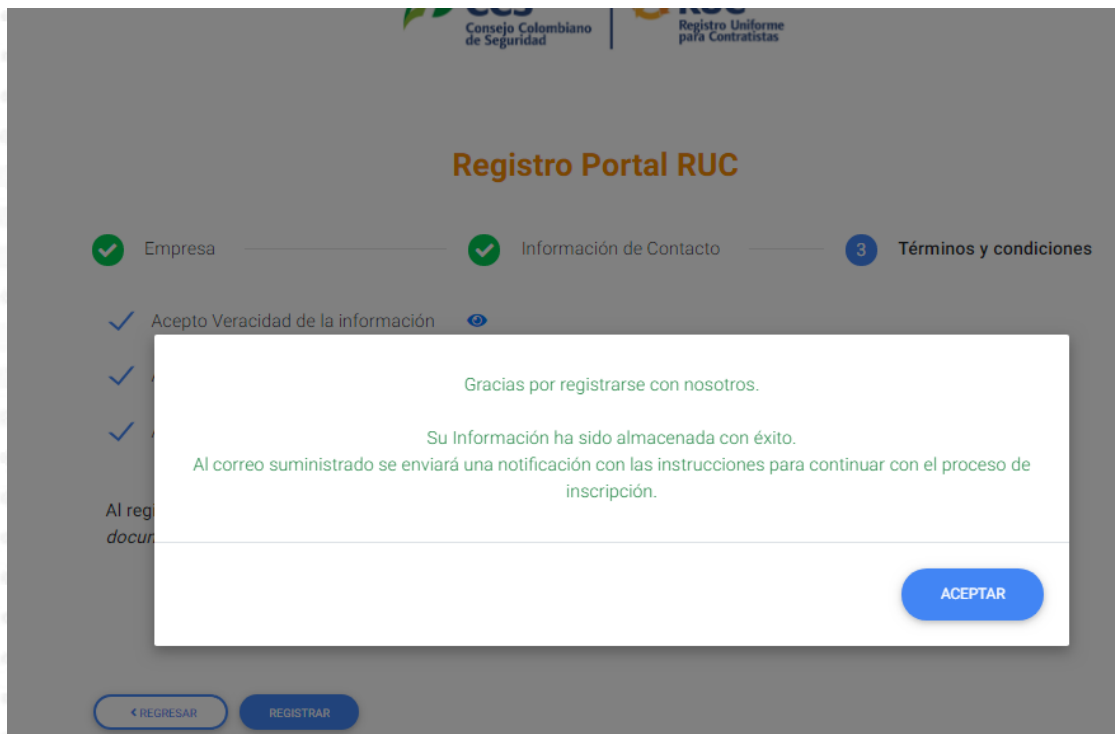 CCS
Consejo Colombiano
de Seguridad
RUC
Registro Uniforme
para Contratistas
Registro Portal RUC
Empresa
Información de Contacto
3
Términos y condiciones
Acepto Veracidad de la información
Gracias por registrarse con nosotros.
Su Información ha sido almacenada con éxito.
Al correo suministrado se enviará una notificación con las instrucciones para continuar con el proceso de
inscripción.
Al regi
docum
ACEPTAR
REGRESAR
REGISTRAR